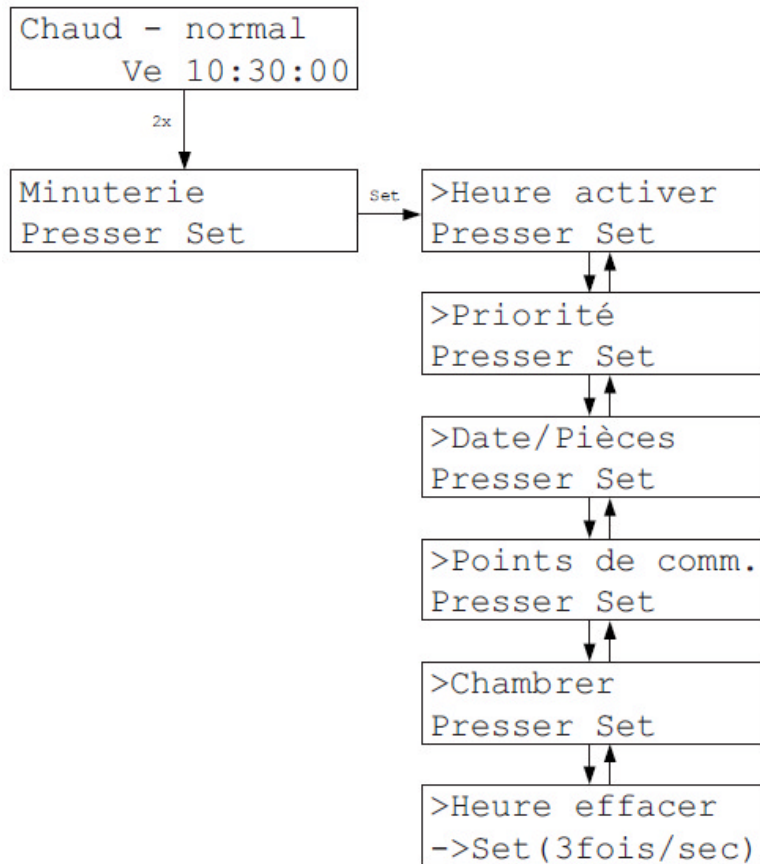 Chaud - normal
Ve 10:30:00
2x
Minuterie
Presser Set
Set
>Heure activer
Presser Set
>Priorité
Presser Set
>Date/Pièces
Presser Set
>Points de comm.
Presser Set
>Chambrer
Presser Set
>Heure effacer
->Set(3fois/sec)